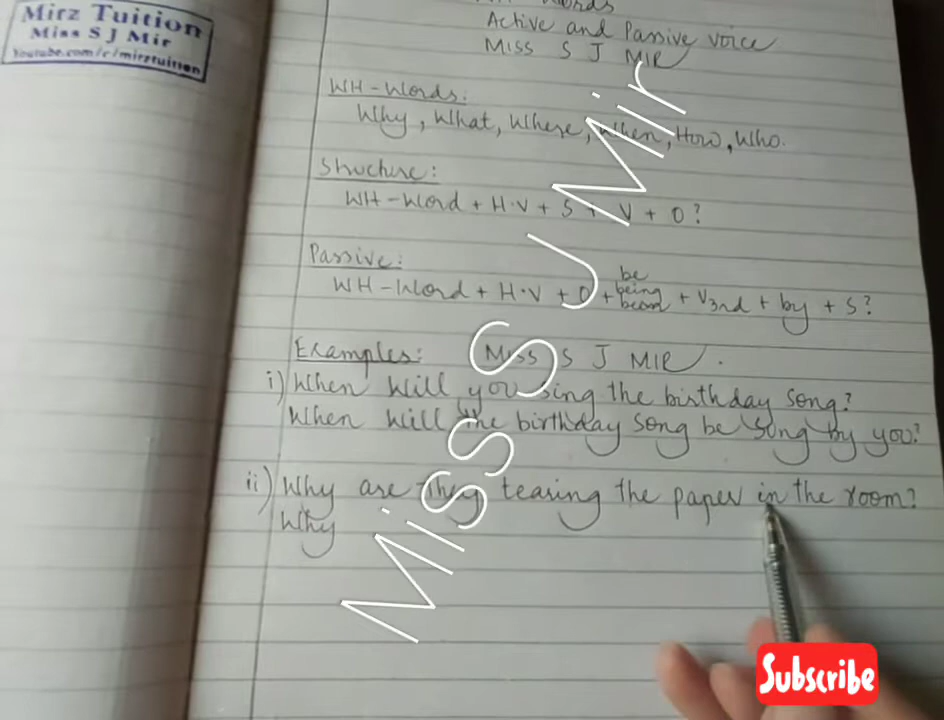 Mirz Tuition
Miss S J Mir
Youtube.com/c/mirztuition
Words
Active and Passive voice
MISS S J MIR
WH-Words:
Why, What, Where, When, How, Who.
Structure:
WH-Word + H.V + S + V + O?
Passive:
WH-Word + H.V + O + be being been + V3rd + by + S?
Examples: Miss S J MIR.
i) When will you sing the birthday song?
When will the birthday song be sung by you?
ii) Why are they tearing the paper in the room?
Why
Miss S J Mir
Subscribe